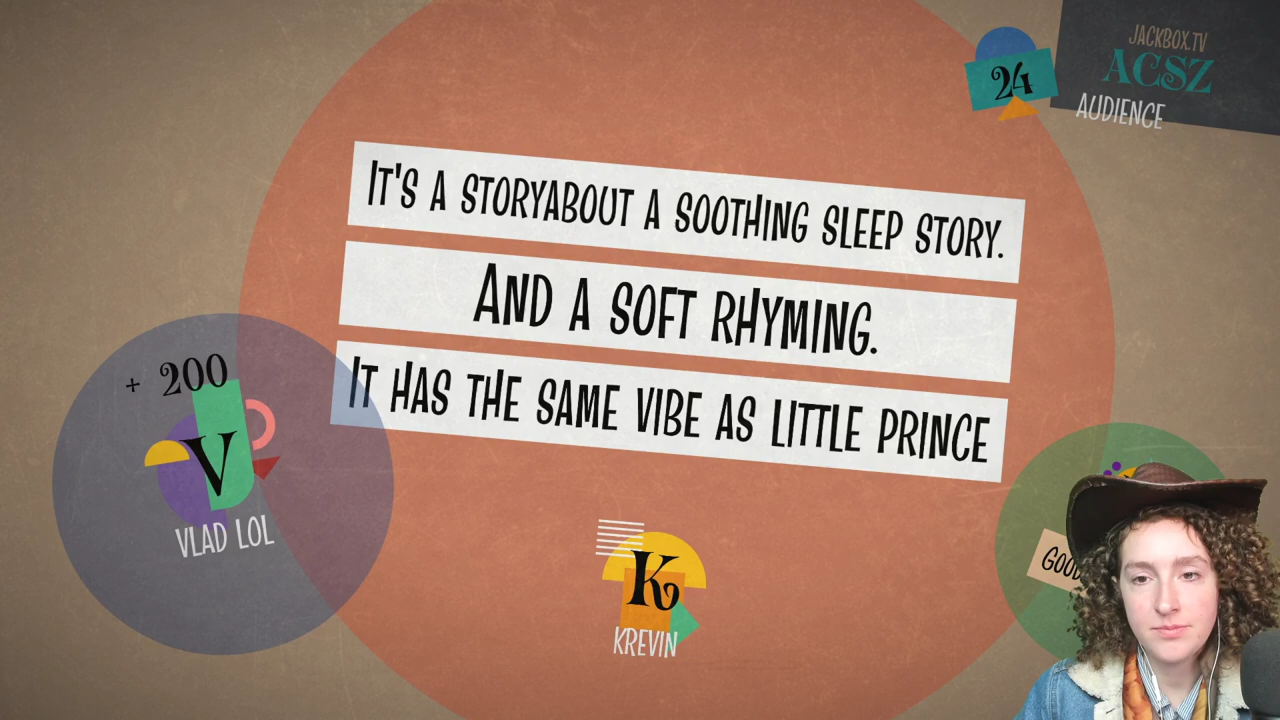 JACKBOX.TV
ACSZ
AUDIENCE
24
IT'S A STORYABOUT A SOOTHING SLEEP STORY.
AND A SOFT RHYMING.
IT HAS THE SAME VIBE AS LITTLE PRINCE
+ 200
V
VLAD LOL
K
KREVIN